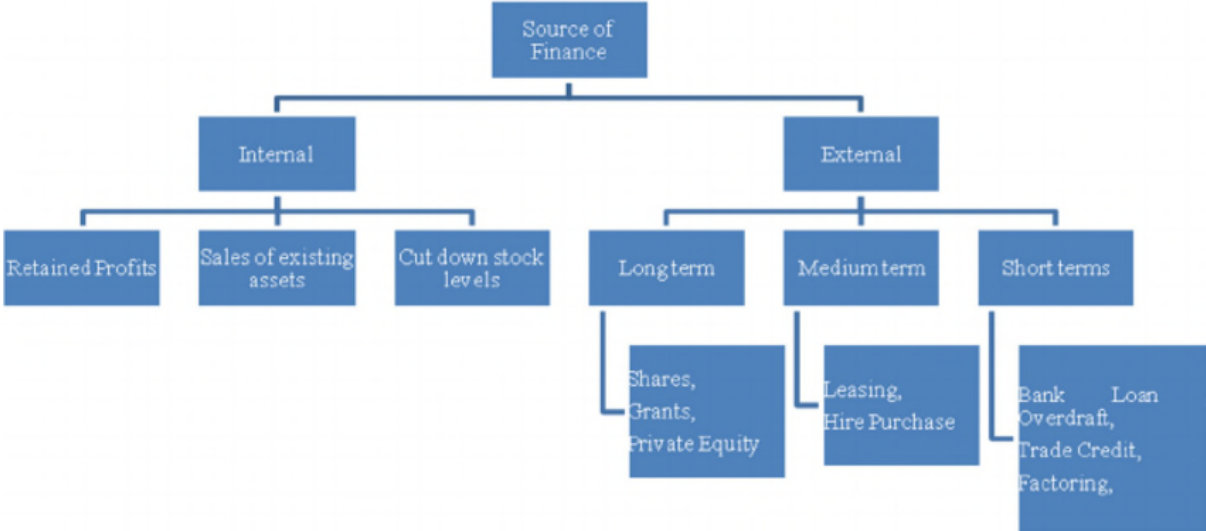 Source of
Finance
Internal
External
Retained Profits
Sales of existing
assets
Cut down stock
levels
Long term
Medium term
Short terms
Shares,
Grants,
Private Equity
Leasing,
Hire Purchase
Bank Loan
Overdraft,
Trade Credit,
Factoring,